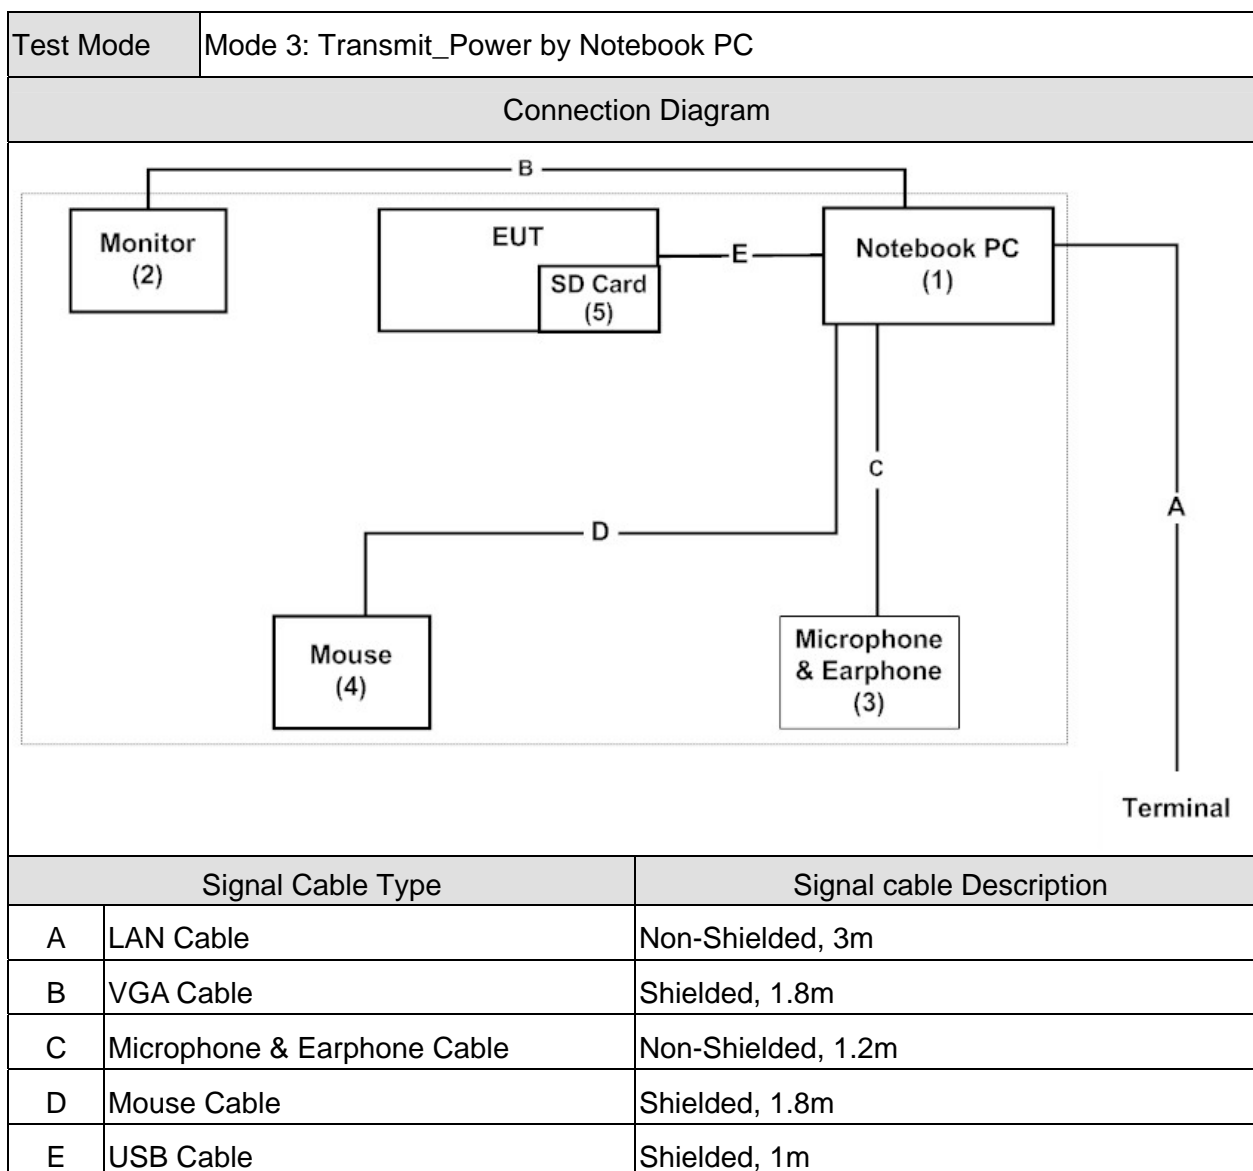 Test Mode Mode 3: Transmit_Power by Notebook PC
Connection Diagram
B
Monitor
(2)
EUT
SD Card
(5)
E
Notebook PC
(1)
C
A
D
Mouse
(4)
Microphone
& Earphone
(3)
Terminal
Signal Cable Type Signal cable Description
A LAN Cable Non-Shielded, 3m
B VGA Cable Shielded, 1.8m
C Microphone & Earphone Cable Non-Shielded, 1.2m
D Mouse Cable Shielded, 1.8m
E USB Cable Shielded, 1m